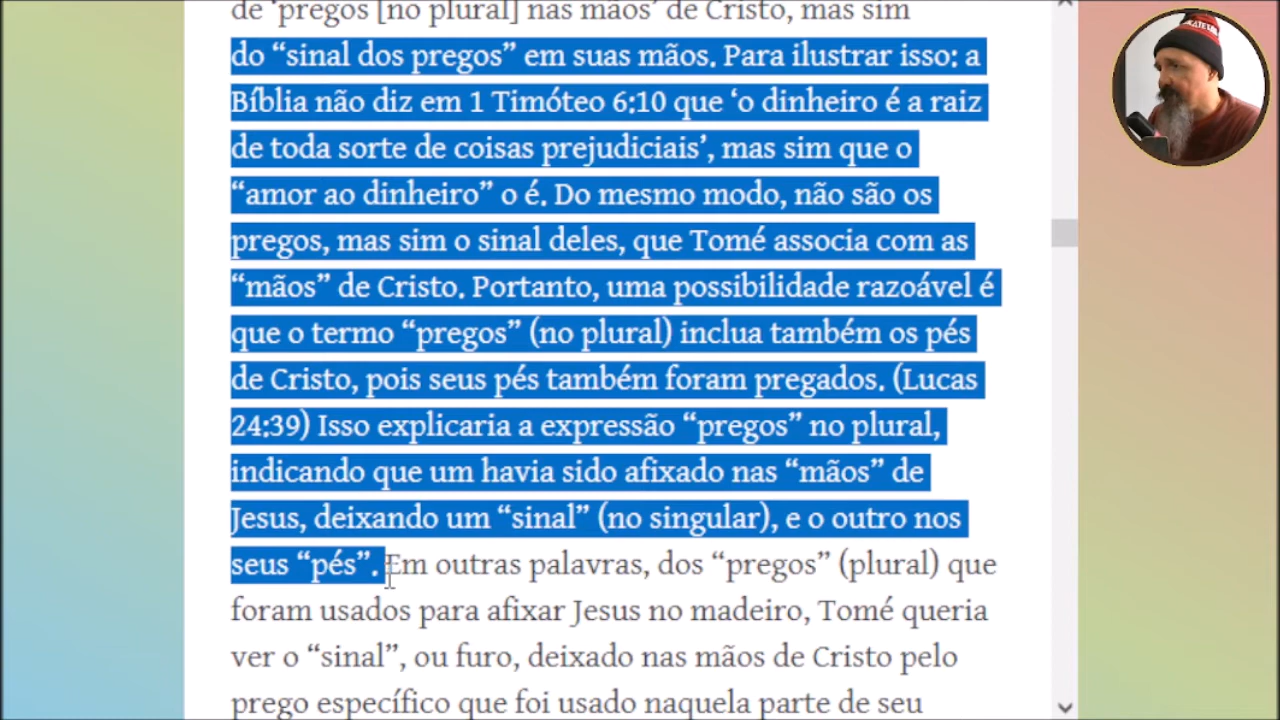 de ‘pregos [no plural] nas mãos’ de Cristo, mas sim
do “sinal dos pregos” em suas mãos. Para ilustrar isso: a
Bíblia não diz em 1 Timóteo 6:10 que ‘o dinheiro é a raiz
de toda sorte de coisas prejudiciais’, mas sim que o
“amor ao dinheiro” o é. Do mesmo modo, não são os
pregos, mas sim o sinal deles, que Tomé associa com as
“mãos” de Cristo. Portanto, uma possibilidade razoável é
que o termo “pregos” (no plural) inclua também os pés
de Cristo, pois seus pés também foram pregados. (Lucas
24:39) Isso explicaria a expressão “pregos” no plural,
indicando que um havia sido afixado nas “mãos” de
Jesus, deixando um “sinal” (no singular), e o outro nos
seus “pés”. Em outras palavras, dos “pregos” (plural) que
foram usados para afixar Jesus no madeiro, Tomé queria
ver o “sinal”, ou furo, deixado nas mãos de Cristo pelo
prego específico que foi usado naquela parte de seu